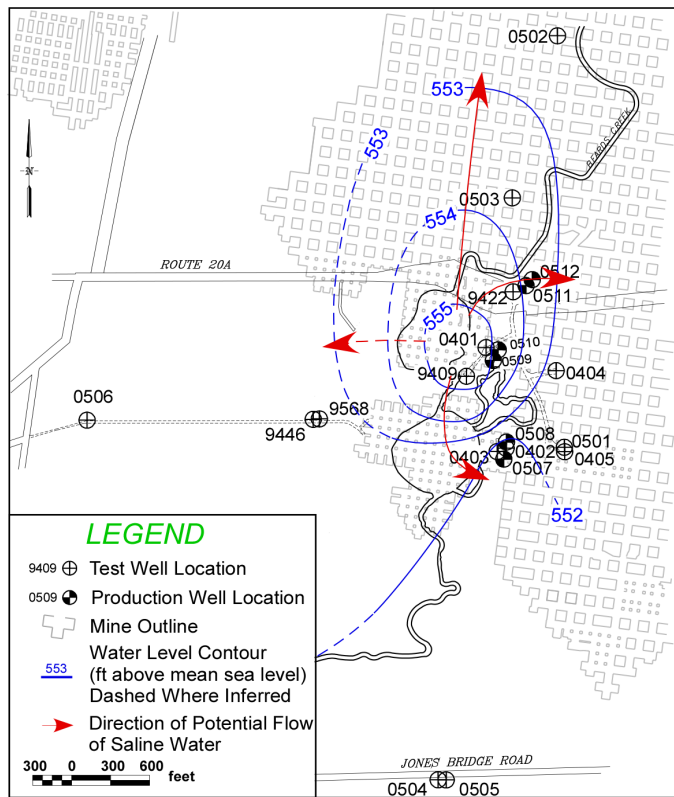 0502
553
553
BEARDS CREEK
N
0503
554
ROUTE 20A
0512
9422
0511
555
0401
0510
0509
9409
0404
0506
9568
9446
0508
0501
0403
0402
0405
0507
552
LEGEND
9409 Test Well Location
0509 Production Well Location
Mine Outline
Water Level Contour
553 (ft above mean sea level)
Dashed Where Inferred
Direction of Potential Flow
of Saline Water
300 0 300 600
feet
JONES BRIDGE ROAD
0504 0505